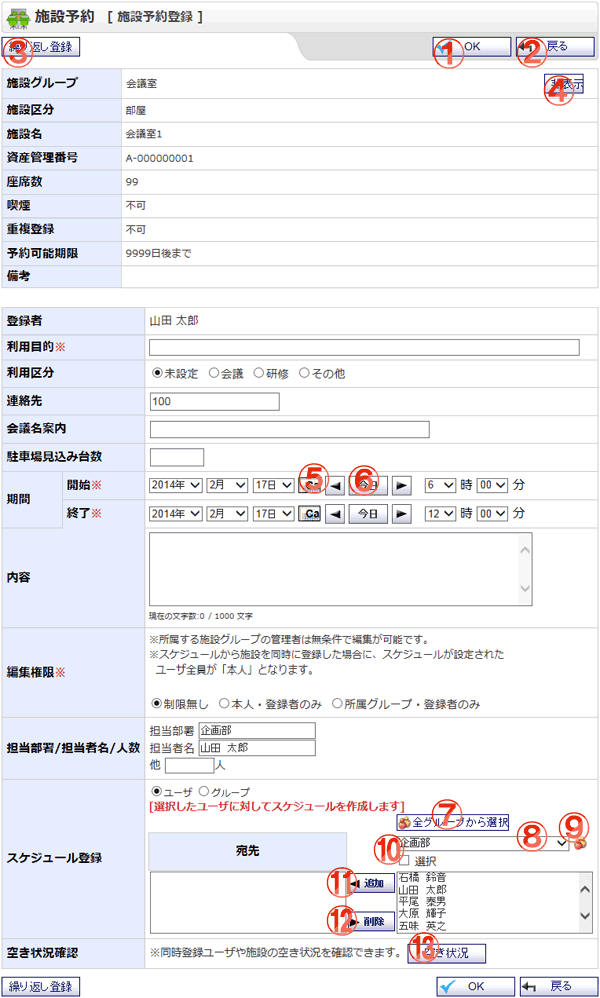 施設予約 [ 施設予約登録 ]
③ 繰り返し登録 ① OK ② 戻る
施設グループ 会議室 ④ 非表示
施設区分 部屋
施設名 会議室1
資産管理番号 A-000000001
座席数 99
喫煙 不可
重複登録 不可
予約可能期限 9999日後まで
備考
登録者 山田 太郎
利用目的※
利用区分 未設定 会議 研修 その他
連絡先 100
会議名案内
駐車場見込み台数
期間 開始※ 2014年 2月 17日 ⑤ Ca ⑥ 今日 6 時 00 分
終了※ 2014年 2月 17日 Ca 今日 12 時 00 分
内容
現在の文字数:0 / 1000 文字
編集権限※
※所属する施設グループの管理者は無条件で編集が可能です。
※スケジュールから施設を同時に登録した場合に、スケジュールが設定された
ユーザ全員が「本人」となります。
制限無し 本人・登録者のみ 所属グループ・登録者のみ
担当部署/担当者名/人数
担当部署 企画部
担当者名 山田 太郎
他 人
スケジュール登録
ユーザ グループ
[選択したユーザに対してスケジュールを作成します]
⑦ 全グループから選択
宛先
企画部 ⑧ ⑨
⑩ 選択
⑪ 追加
⑫ 削除
石橋 鈴音
山田 太郎
平尾 泰男
大原 輝子
五味 英之
空き状況確認 ※同時登録ユーザや施設の空き状況を確認できます。 ⑬ 空き状況
繰り返し登録 OK 戻る